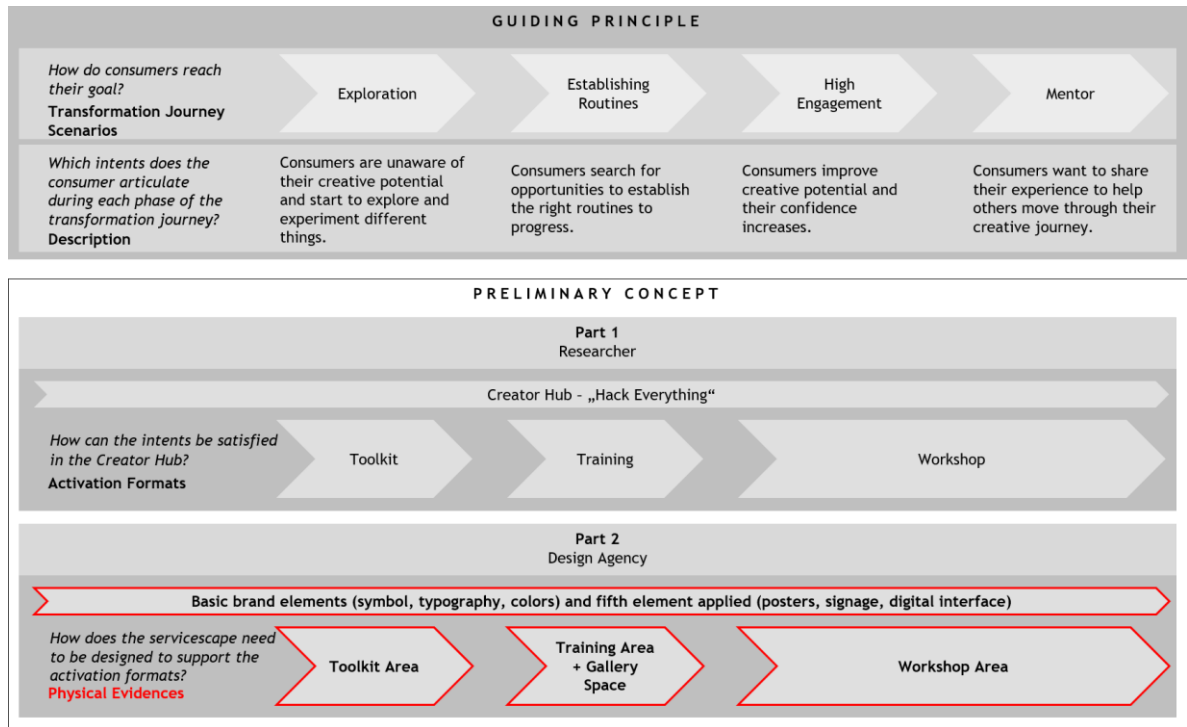 GUIDING PRINCIPLE
How do consumers reach
their goal?
Transformation Journey
Scenarios
Exploration
Establishing
Routines
High
Engagement
Mentor
Which intents does the
consumer articulate
during each phase of the
transformation journey?
Description
Consumers are unaware of
their creative potential
and start to explore and
experiment different
things.
Consumers search for
opportunities to establish
the right routines to
progress.
Consumers improve
creative potential and
their confidence
increases.
Consumers want to share
their experience to help
others move through their
creative journey.
PRELIMINARY CONCEPT
Part 1
Researcher
Creator Hub – „Hack Everything“
How can the intents be satisfied
in the Creator Hub?
Activation Formats
Toolkit
Training
Workshop
Part 2
Design Agency
Basic brand elements (symbol, typography, colors) and fifth element applied (posters, signage, digital interface)
How does the servicescape need
to be designed to support the
activation formats?
Physical Evidences
Toolkit Area
Training Area
+ Gallery
Space
Workshop Area